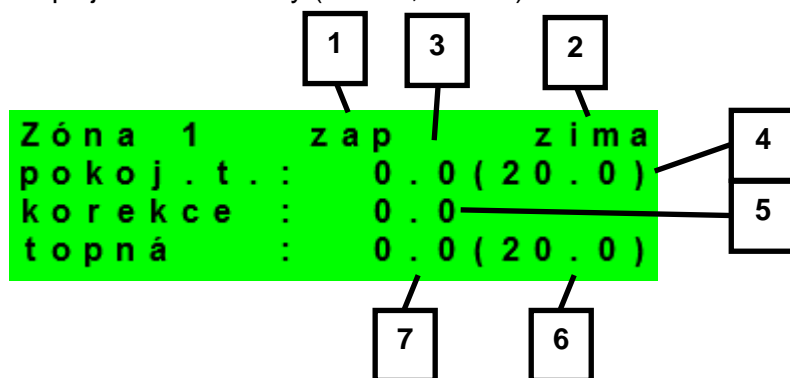 1 3 2
Zóna 1 zap zima
pokoj.t.: 0.0(20.0)
korekce : 0.0
topná : 0.0(20.0)
4
5
7 6